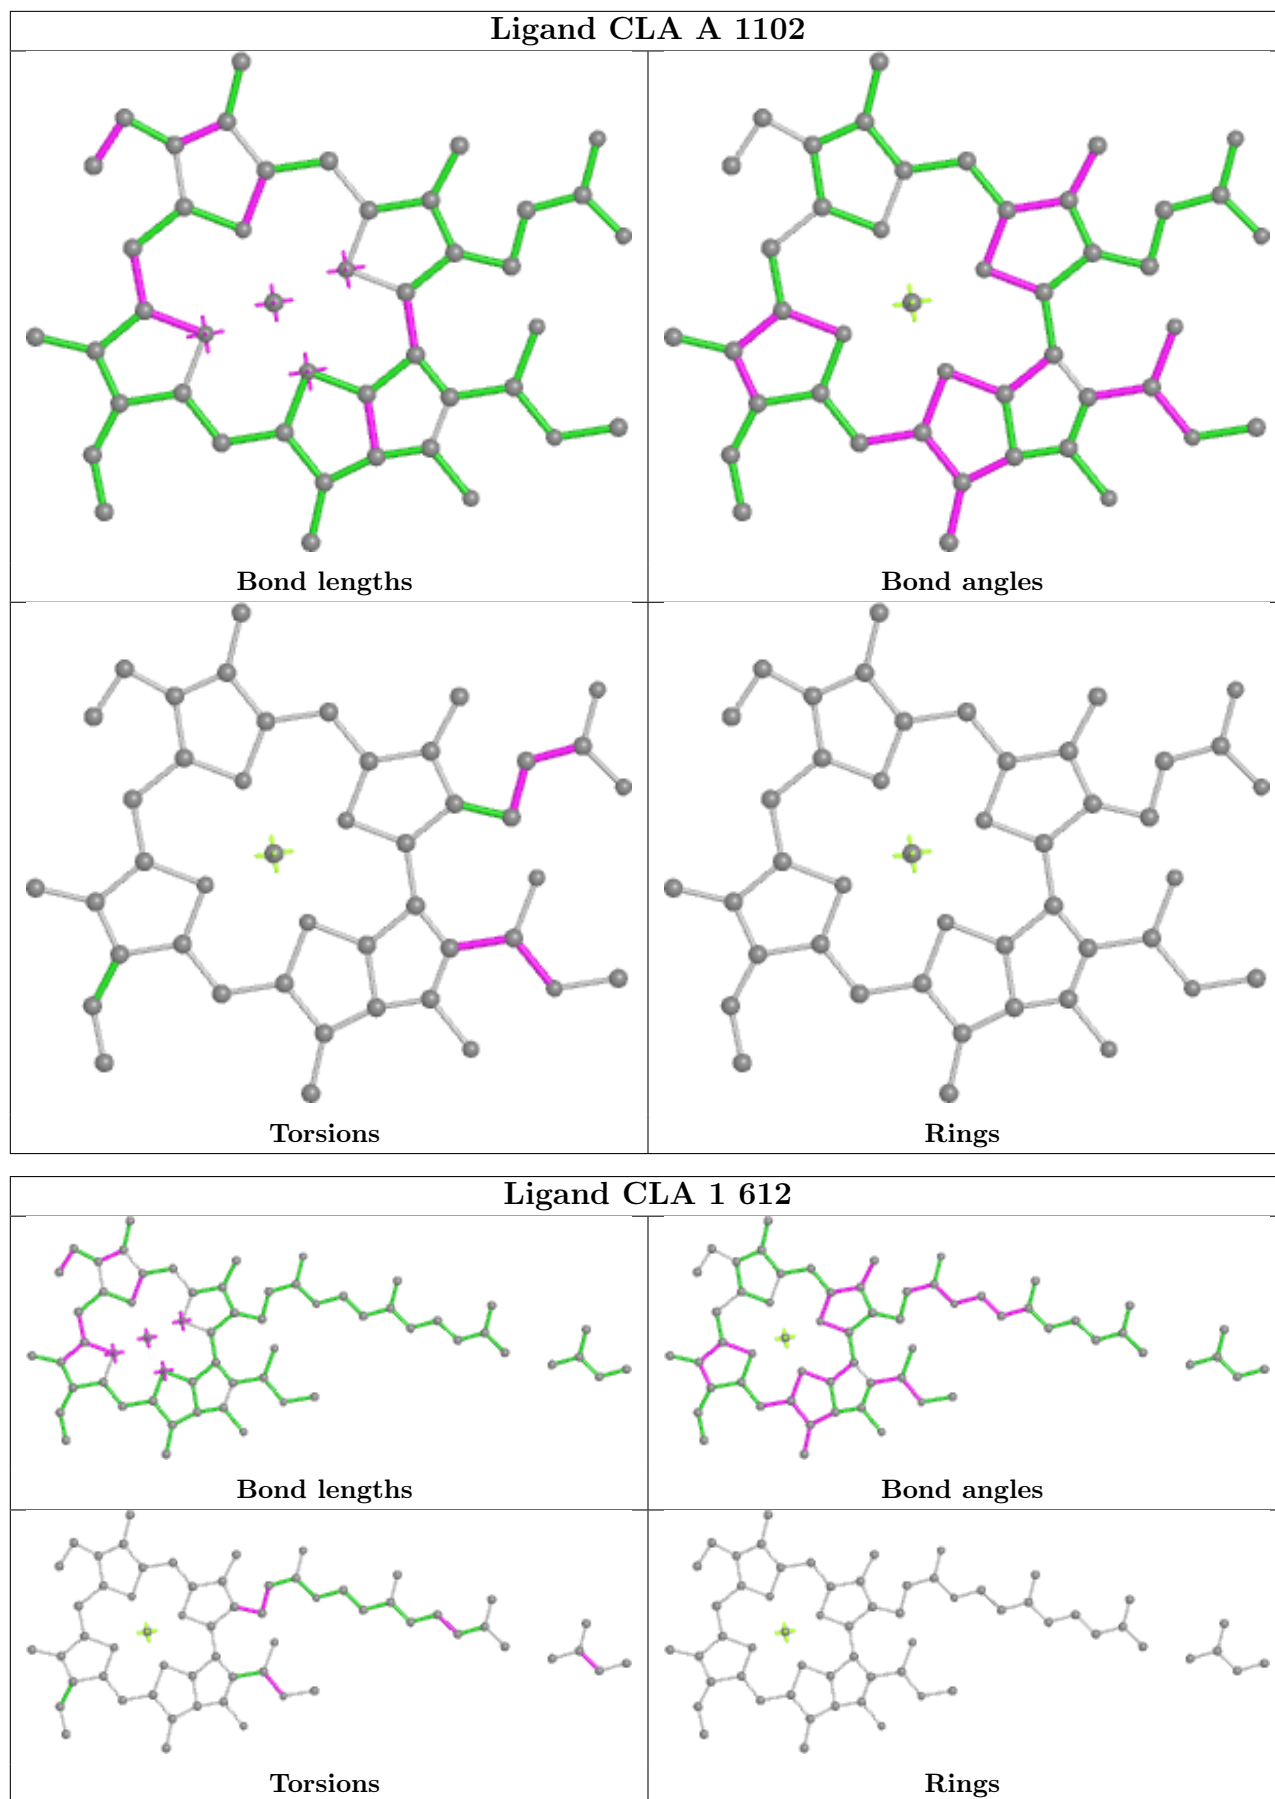 Ligand CLA A 1102
Bond lengths
Bond angles
Torsions
Rings
Ligand CLA 1 612
Bond lengths
Bond angles
Torsions
Rings